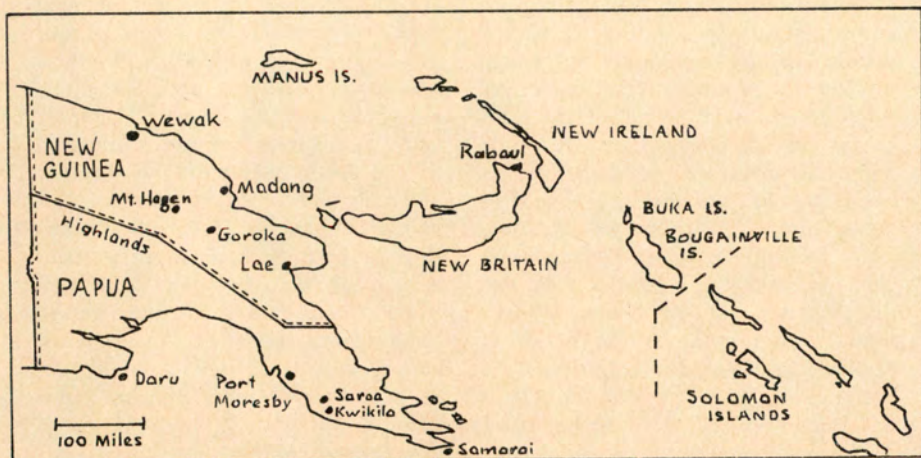 MANUS IS.
Wewak
NEW IRELAND
NEW
GUINEA
Rabaul
Madang
Mt. Hagen
Highlands
Goroka
BUKA IS.
BOUGAINVILLE
IS.
Lae
NEW BRITAIN
PAPUA
Daru
Port
Moresby
Saroa
Kwikila
SOLOMON
ISLANDS
100 Miles
Samarai